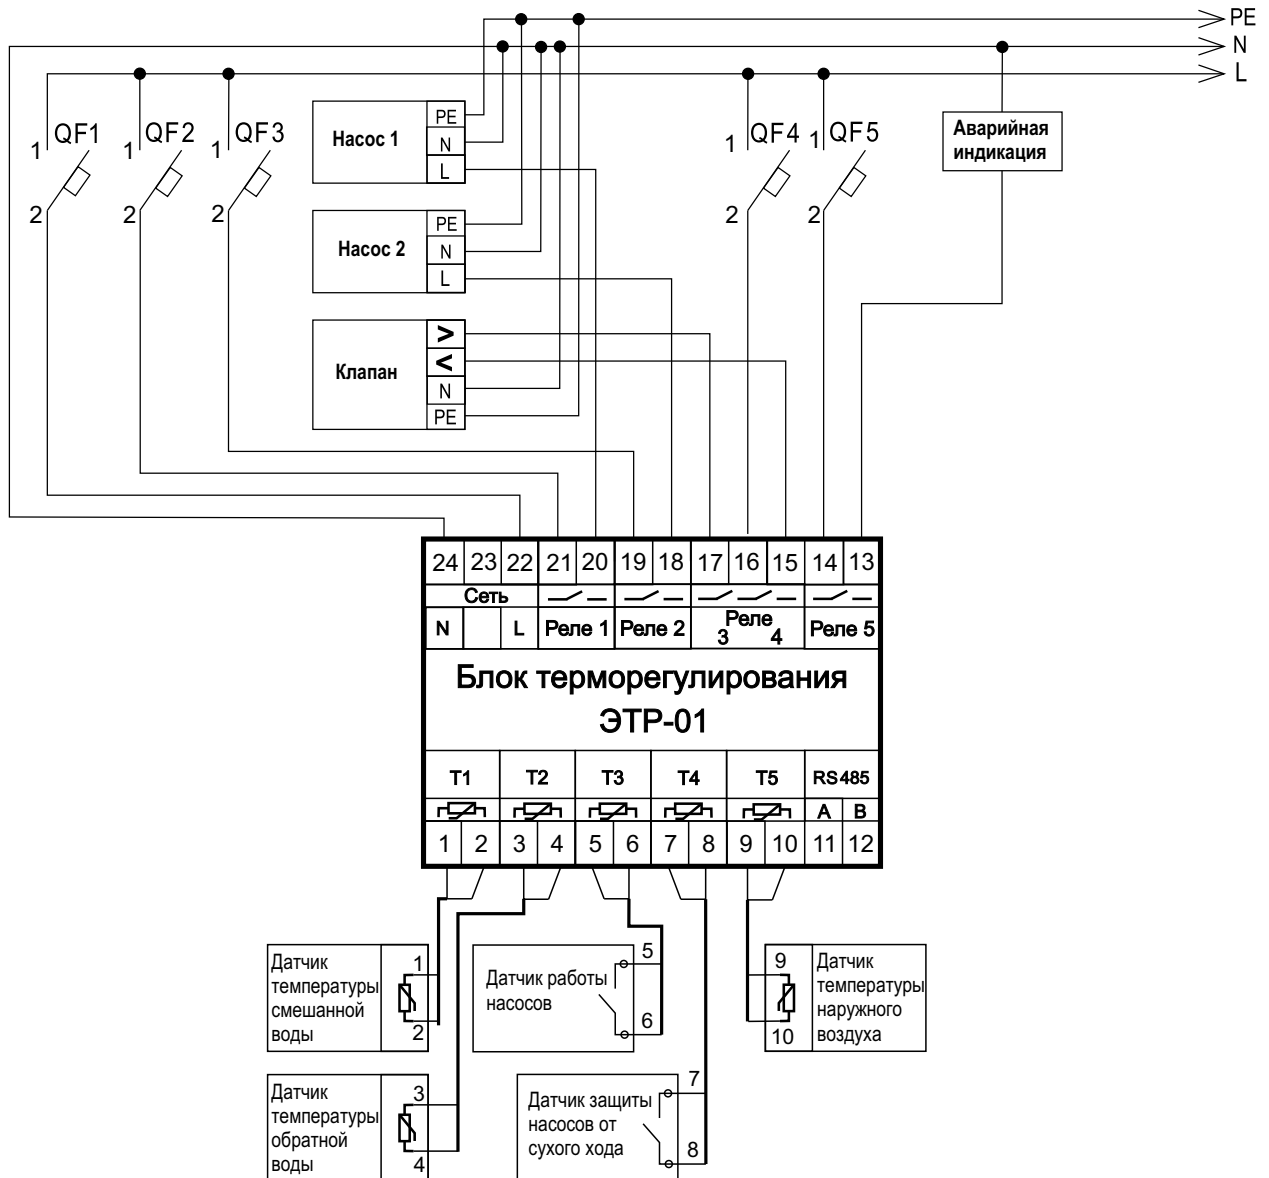 PE
N
L
1 QF1
2
1 QF2
2
1 QF3
2
Насос 1
PE
N
L
Насос 2
PE
N
L
Клапан
>
<
N
PE
1 QF4
2
1 QF5
2
Аварийная
индикация
24 23 22 21 20 19 18 17 16 15 14 13
Сеть
N L Реле 1 Реле 2 Реле 3 4 Реле 5
Блок терморегулирования
ЭТР-01
T1 T2 T3 T4 T5 RS485
A B
1 2 3 4 5 6 7 8 9 10 11 12
Датчик
температуры
смешанной
воды
1
2
Датчик работы
насосов
5
6
9
10
Датчик
температуры
наружного
воздуха
Датчик
температуры
обратной
воды
3
4
Датчик защиты
насосов от
сухого хода
7
8